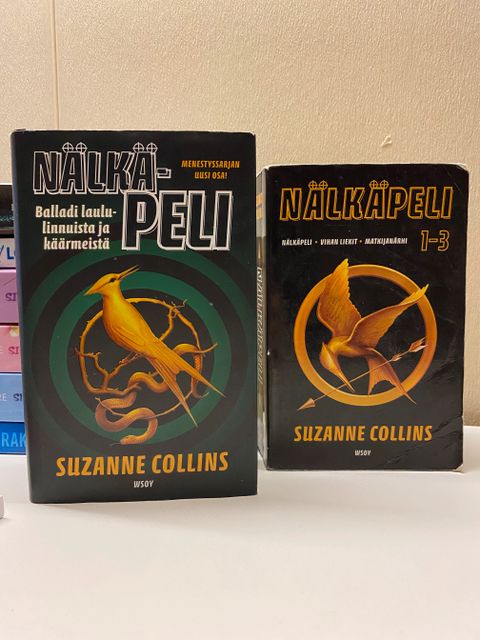 NÄLKÄ-
PELI
MENESTYSSARJAN
UUSI OSA!
Balladi laulu-
linnuista ja
käärmeistä
SUZANNE COLLINS
WSOY
NÄLKÄPELI
NÄLKÄPELI • VIHAN LIEKIT • MATKIJANÄRHI
1–3
SUZANNE COLLINS
WSOY